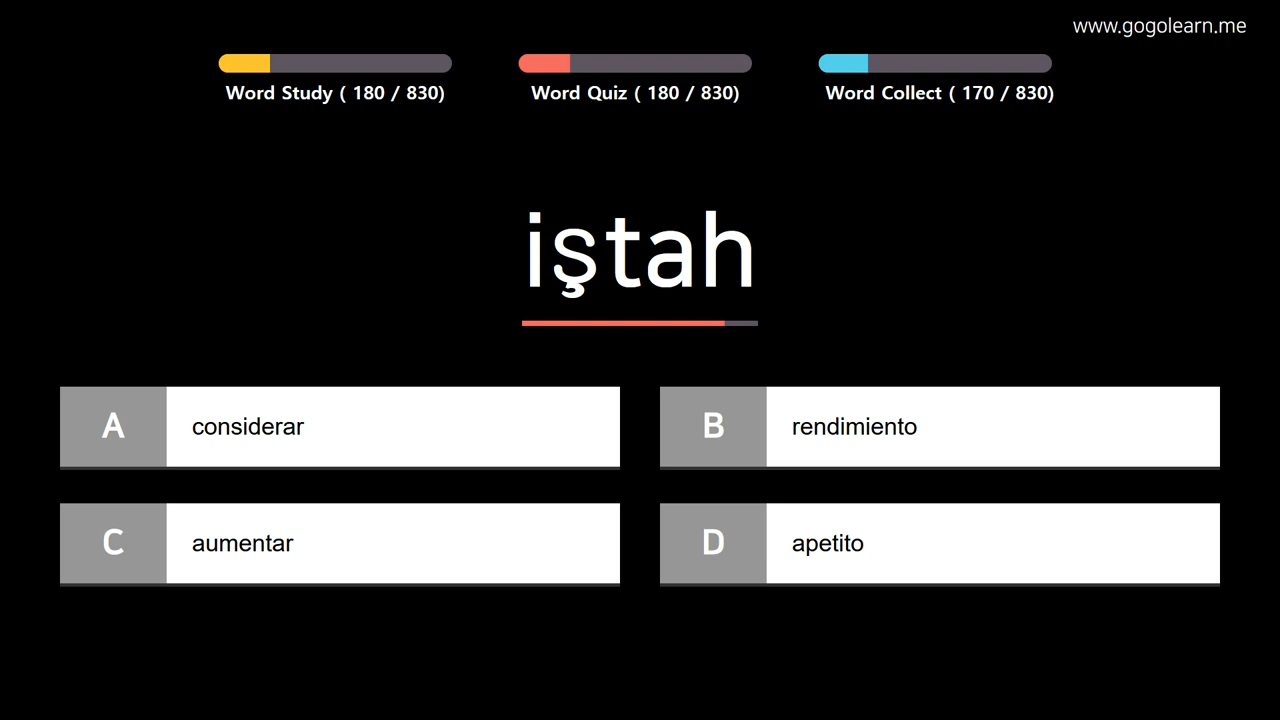 www.gogolearn.me
Word Study ( 180 / 830)
Word Quiz ( 180 / 830)
Word Collect ( 170 / 830)
iştah
A
considerar
B
rendimiento
C
aumentar
D
apetito